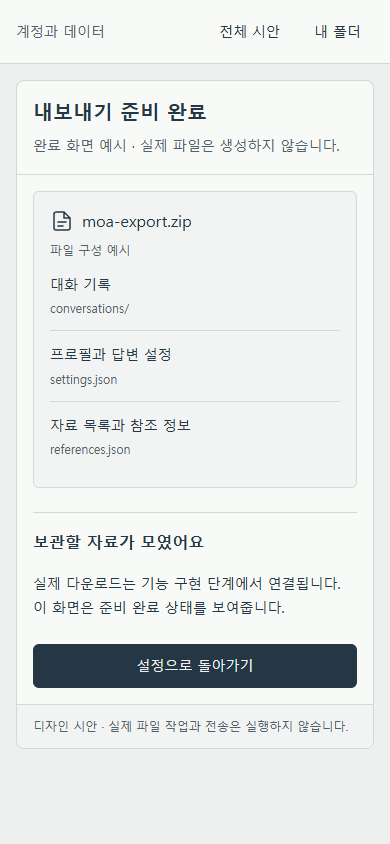 계정과 데이터
전체 시안
내 폴더
내보내기 준비 완료
완료 화면 예시 · 실제 파일은 생성하지 않습니다.
moa-export.zip
파일 구성 예시
대화 기록
conversations/
프로필과 답변 설정
settings.json
자료 목록과 참조 정보
references.json
보관할 자료가 모였어요
실제 다운로드는 기능 구현 단계에서 연결됩니다.
이 화면은 준비 완료 상태를 보여줍니다.
설정으로 돌아가기
디자인 시안 · 실제 파일 작업과 전송은 실행하지 않습니다.